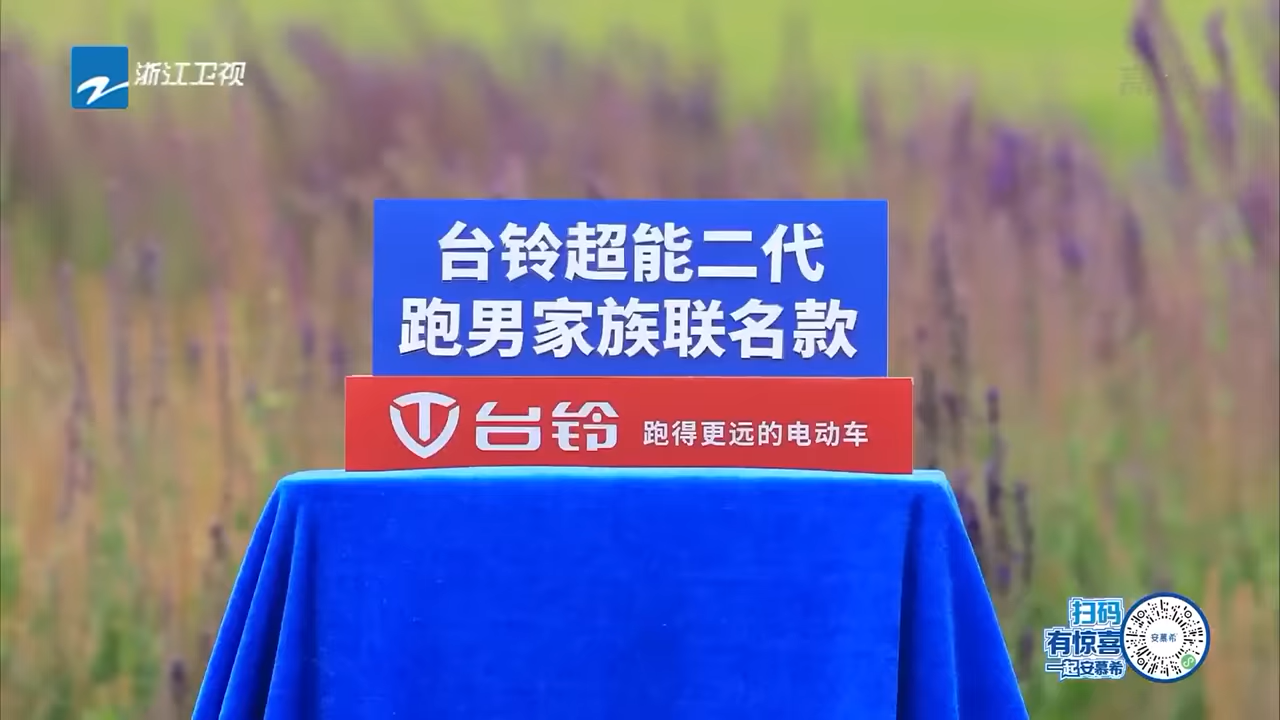 浙江卫视
台铃超能二代
跑男家族联名款
台铃 跑得更远的电动车
扫码
有惊喜
一起安慕希
安慕希